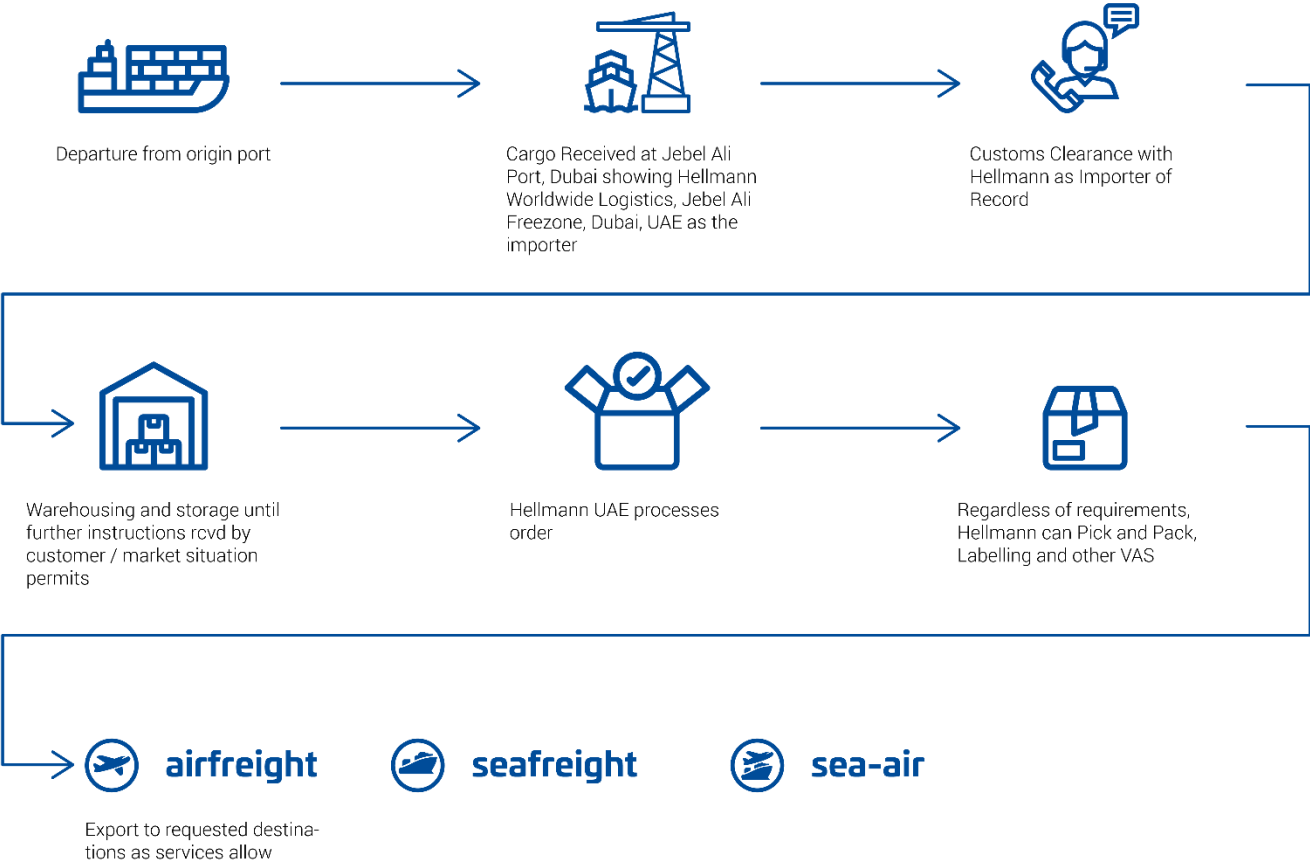 Departure from origin port
Cargo Received at Jebel Ali
Port, Dubai showing Hellmann
Worldwide Logistics, Jebel Ali
Freezone, Dubai, UAE as the
importer
Customs Clearance with
Hellmann as Importer of
Record
Warehousing and storage until
further instructions rcvd by
customer / market situation
permits
Hellmann UAE processes
order
Regardless of requirements,
Hellmann can Pick and Pack,
Labelling and other VAS
airfreight
Export to requested destina-
tions as services allow
seafreight
sea-air